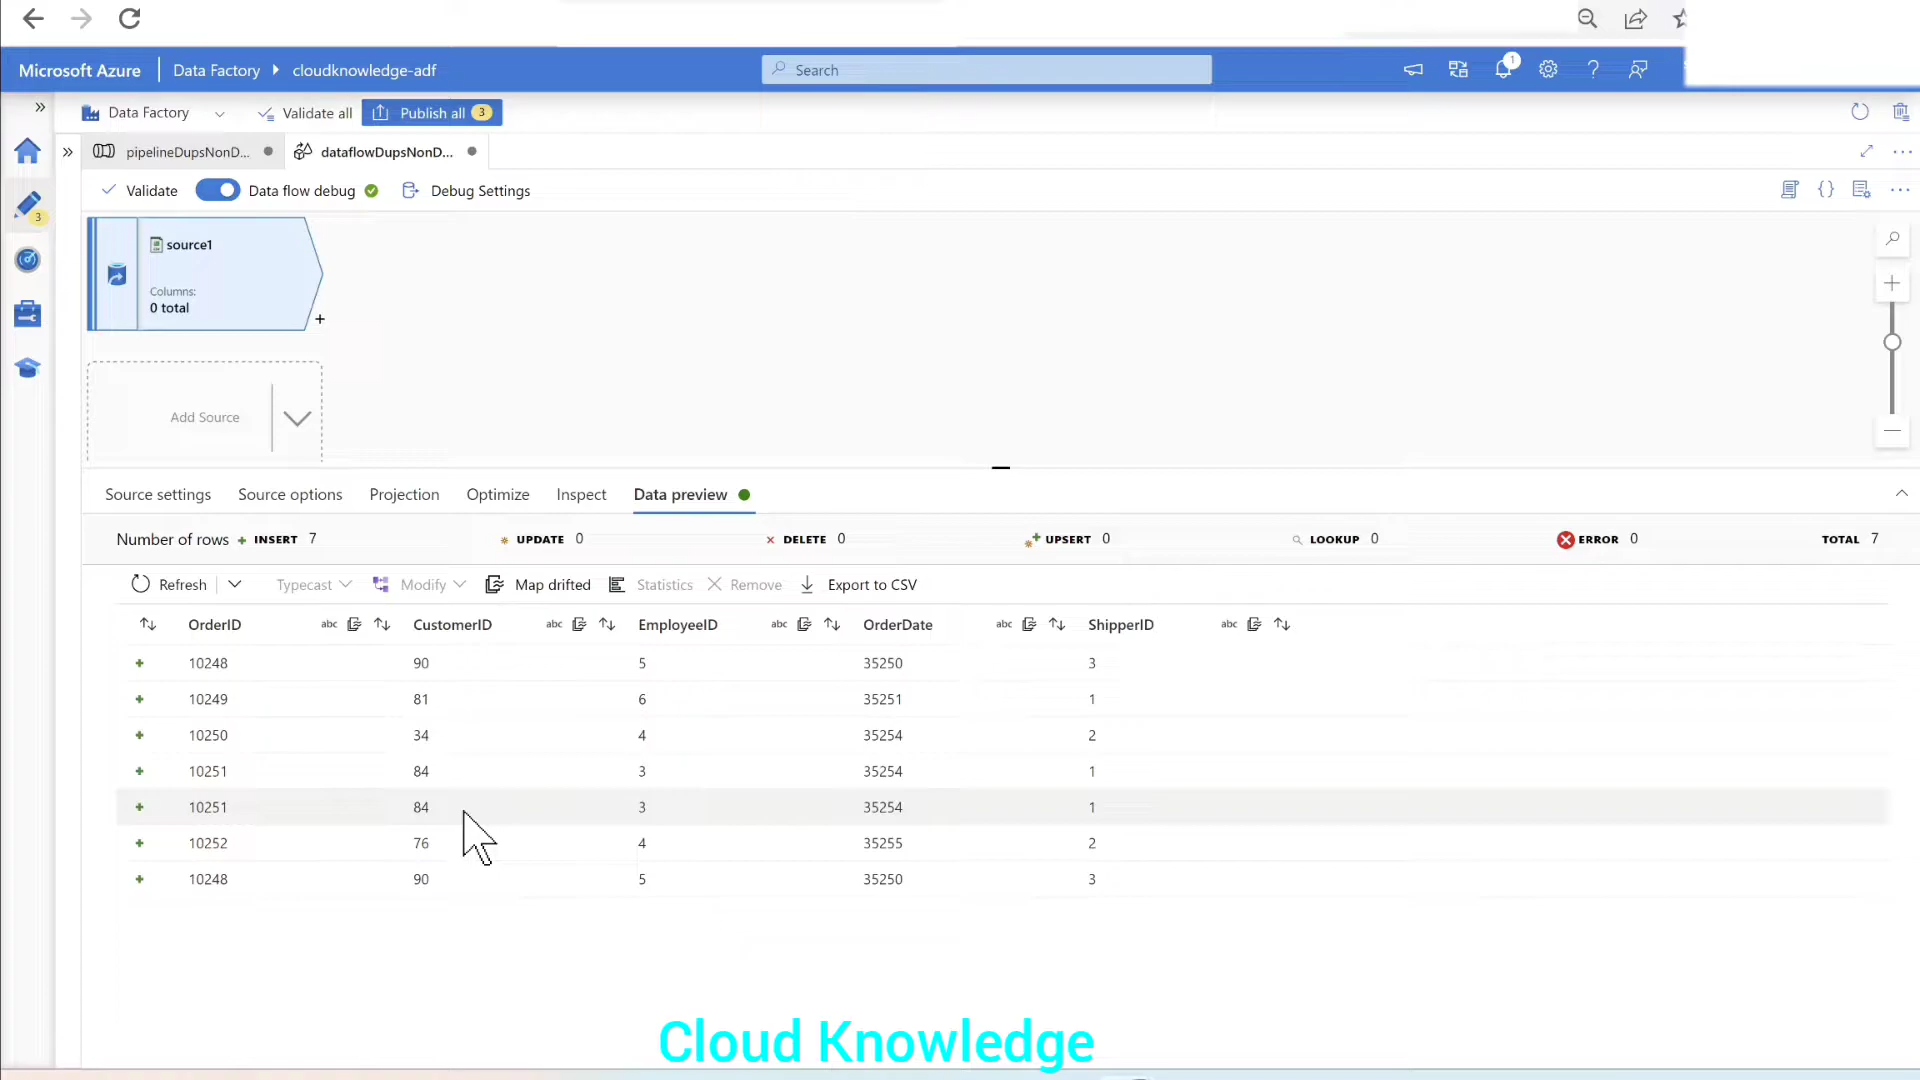 Microsoft Azure Data Factory cloudknowledge-adf Search 1
Data Factory Validate all Publish all 3
pipelineDupsNonD... dataflowDupsNonD...
Validate Data flow debug Debug Settings
3
source1
Columns:
0 total
Add Source
Source settings Source options Projection Optimize Inspect Data preview
Number of rows INSERT 7 UPDATE 0 DELETE 0 UPSERT 0 LOOKUP 0 ERROR 0 TOTAL 7
Refresh Typecast Modify Map drifted Statistics Remove Export to CSV
OrderID abc CustomerID abc EmployeeID abc OrderDate abc ShipperID abc
10248 90 5 35250 3
10249 81 6 35251 1
10250 34 4 35254 2
10251 84 3 35254 1
10251 84 3 35254 1
10252 76 4 35255 2
10248 90 5 35250 3
Cloud Knowledge